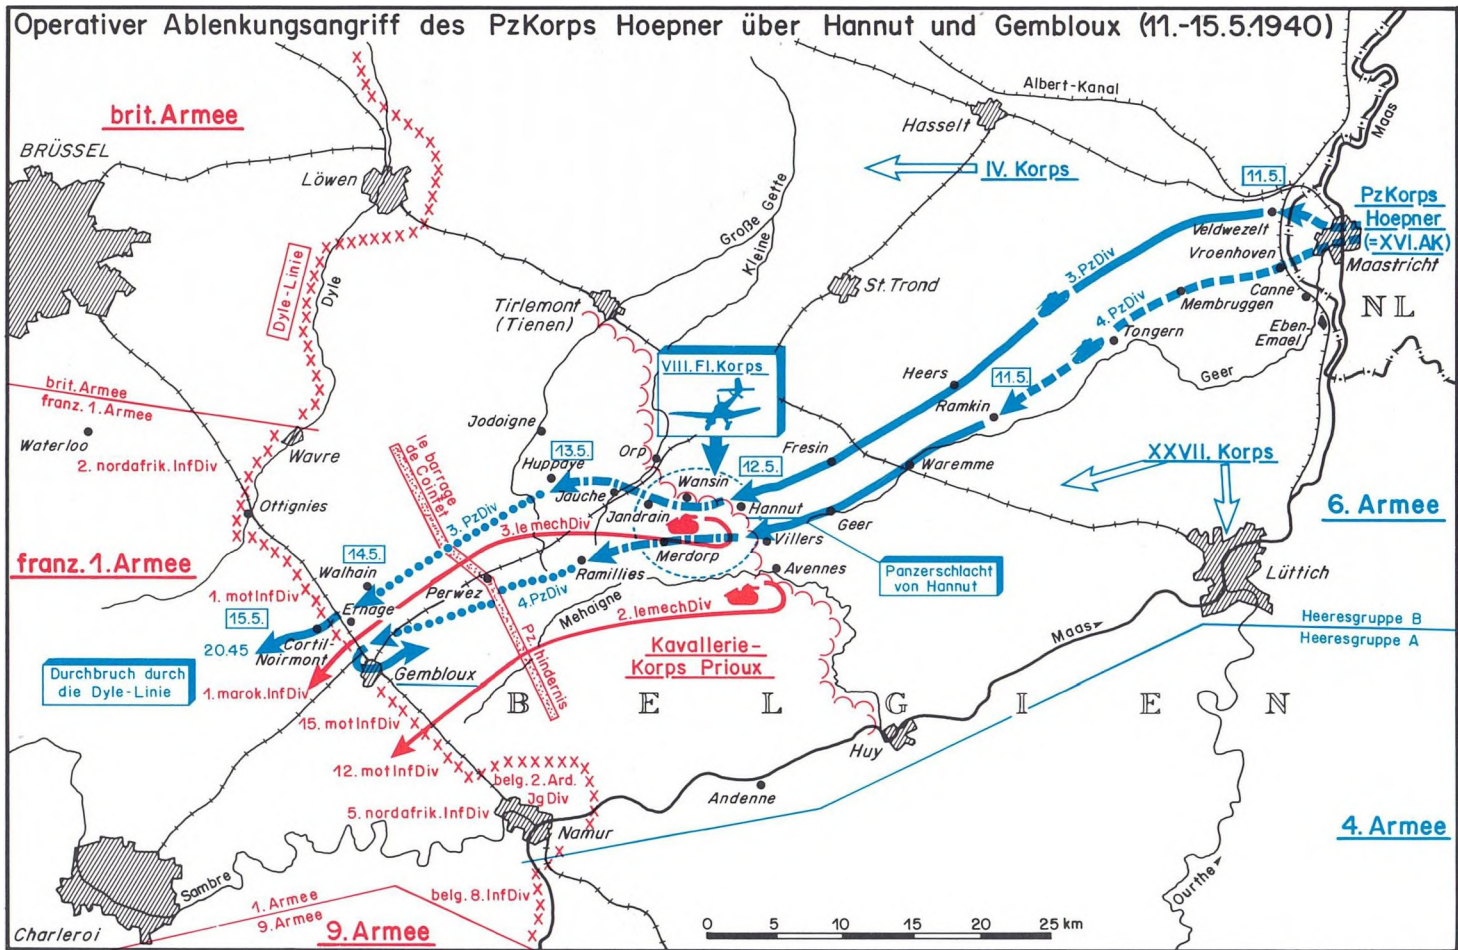 Operativer Ablenkungsangriff des PzKorps Hoepner über Hannut und Gembloux (11.-15.5.1940)
brit. Armee
BRÜSSEL
Löwen
Dyle-Linie
Dyle
Albert-Kanal
Maas
Hasselt
IV. Korps
11.5.
PzKorps
Hoepner
(=XVI.AK)
Veldwezelt
Vroenhoven
Maastricht
Canne
Membruggen
NL
Eben-
Emael
Große Gette
Kleine
St. Trond
3.PzDiv
4.PzDiv
Tongern
Geer
Tirlemont
(Tienen)
VIII. Fl. Korps
Heers
11.5.
Ramkin
brit. Armee
franz. 1. Armee
Waterloo
Wavre
2. nordafrik. InfDiv
Jodoigne
le barrage
de Cointet
Orp
13.5.
Huppaye
Jauche
Wansin
12.5.
Fresin
Waremme
XXVII. Korps
6. Armee
Ottignies
3. PzDiv
3. le mech Div
Jandrain
Hannut
Geer
Merdorp
Villers
Avennes
Panzerschlacht
von Hannut
Lüttich
franz. 1. Armee
14.5.
Walhain
Ernage
Perwez
Ramillies
4.PzDiv
Mehaigne
2. lemechDiv
1. motInfDiv
15.5.
20.45
Cortil-
Noirmont
Gembloux
Pz. hindernis
Kavallerie-
Korps Prioux
Maas
Heeresgruppe B
Heeresgruppe A
Durchbruch durch
die Dyle-Linie
1. marok. InfDiv
15. motInfDiv
BELGIEN
12. motInfDiv
Huy
belg. 2. Ard.
Jg Div
Andenne
5. nordafrik. InfDiv
Namur
4. Armee
Sambre
Ourthe
1. Armee
9. Armee
belg. 8. InfDiv
Charleroi
9. Armee
0 5 10 15 20 25 km